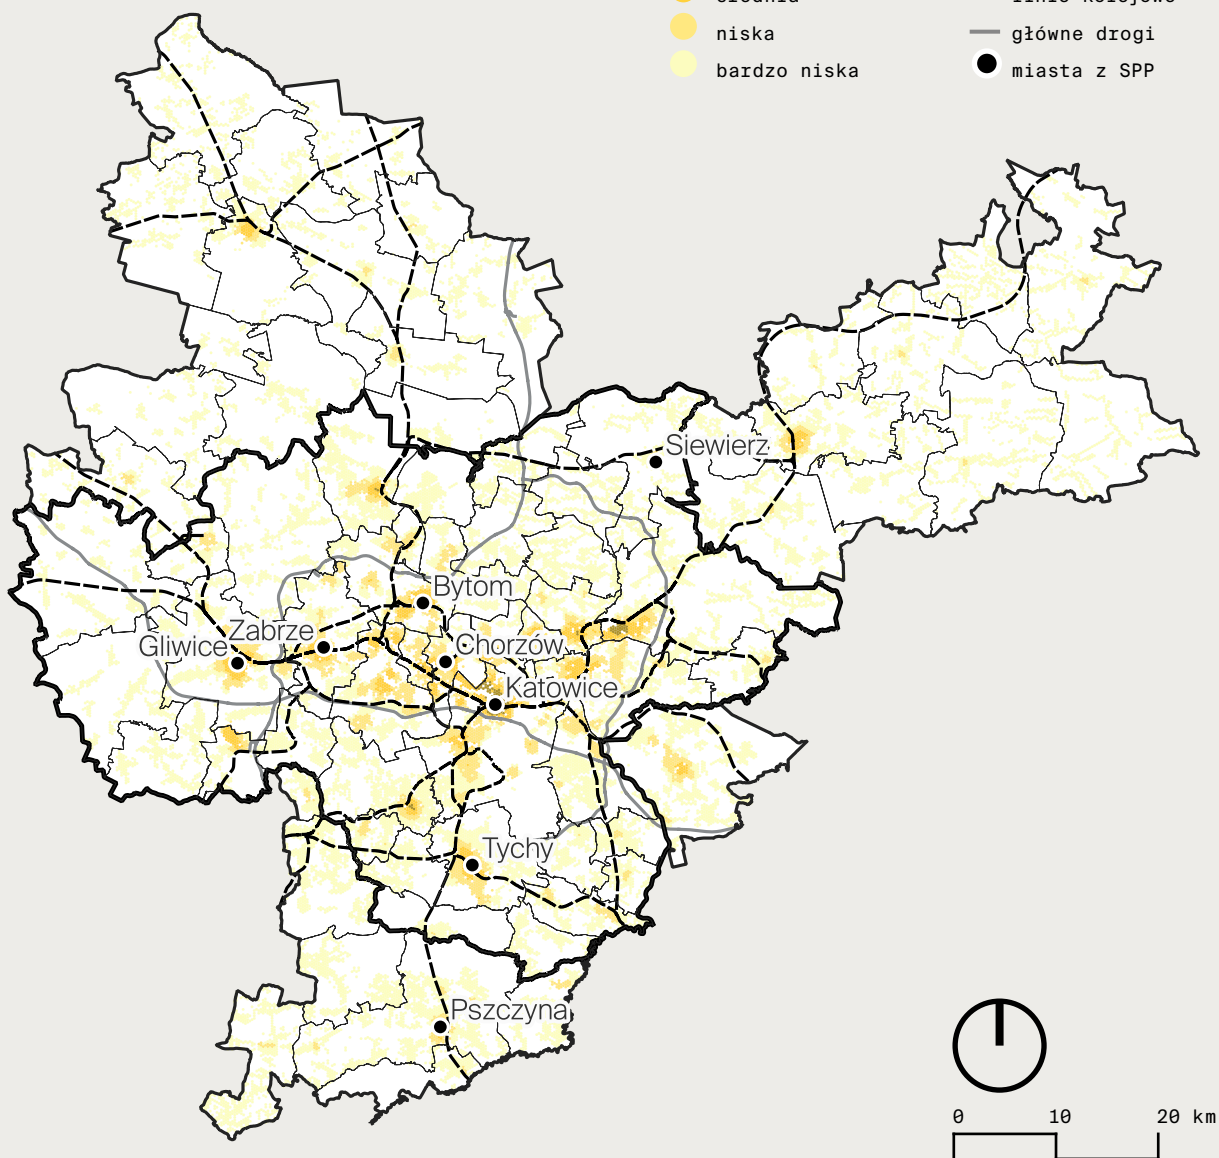 niska
główne drogi
bardzo niska
miasta z SPP
Siewierz
Bytom
Zabrze
Gliwice
Chorzów
Katowice
Tychy
Pszczyna
0 10 20 km